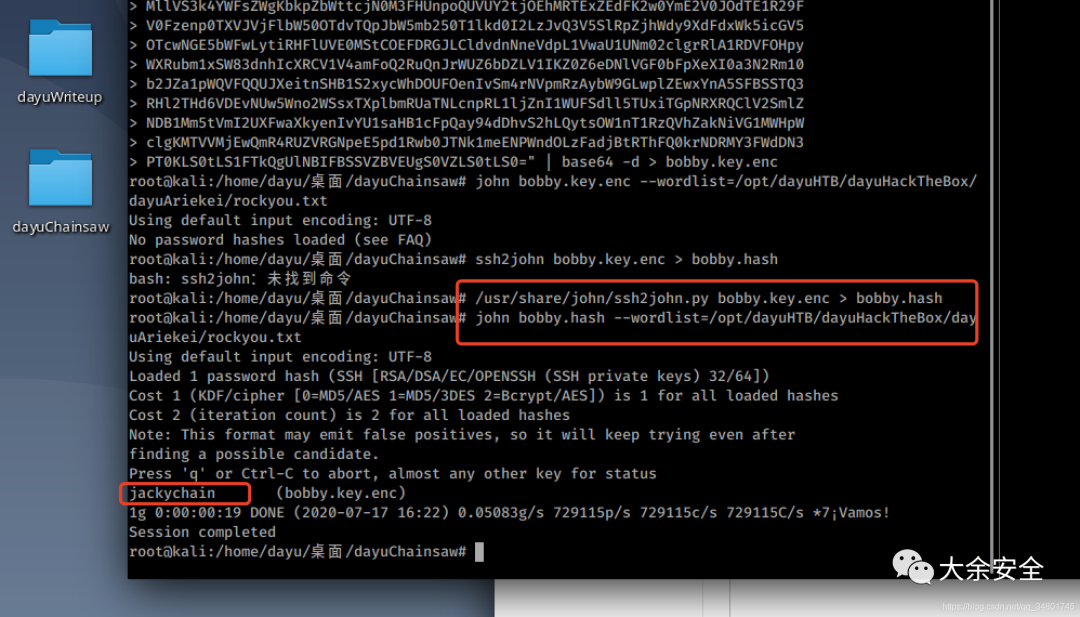 dayuWriteup
dayuChainsaw
> MllVS3k4YWFsZWgKbkpZbWttcjN0M3FHUnpoQUVUY2tjOEhMRTExZEdFK2w0YmE2V0JOdTE1R29F
> V0Fzenp0TXVJVjFlbW50OTdvTQpJbW5mb250T1lkd0I2LzJvQ3V5SlRpZjhWdy9XdFdxWk5icGV5
> OTcwNGE5bWFwLytiRHFlUVE0MStCOEFDRGJLCldvdnNneVdpL1VwaU1UNm02clgrRlA1RDVFOHpy
> WXRubm1xSW83dnhIcXRCV1V4amFoQ2RuQnJrWUZ6bDZLV1IKZ0Z6eDNlVGF0bFpXeXI0a3N2Rm10
> b2JZa1pWQVFQQUJXeitnSHB1S2xycWhDOUFOenIvSm4rNVpmRzAybW9GLwplZEwxYnA5SFBSSTQ3
> RHl2THd6VDEvNUw5Wno2WSsxTXplbmRUaTNLcnpRL1ljZnI1WUFSdll5TUxiTGpNRXRQClV2SmlZ
> NDB1Mm5tVmI2UXFwaXkyenIvYU1saHB1cFpQay94dDhvS2hLQytsOW1nT1RzQVhZakNiVG1MWHpW
> clgKMTVVMjEwQmR4RUZVRGNpeE5pd1Rwb0JTNk1meENPWndOLzFadjBtRThFQ0krNDRMY3FWdDN3
> PT0KLS0tLS1FTkQgUlNBIFBSSVZBVEUgS0VZLS0tLS0=" | base64 -d > bobby.key.enc
root@kali:/home/dayu/桌面/dayuChainsaw# john bobby.key.enc --wordlist=/opt/dayuHTB/dayuHackTheBox/
dayuAriekei/rockyou.txt
Using default input encoding: UTF-8
No password hashes loaded (see FAQ)
root@kali:/home/dayu/桌面/dayuChainsaw# ssh2john bobby.key.enc > bobby.hash
bash: ssh2john：未找到命令
root@kali:/home/dayu/桌面/dayuChainsaw# /usr/share/john/ssh2john.py bobby.key.enc > bobby.hash
root@kali:/home/dayu/桌面/dayuChainsaw# john bobby.hash --wordlist=/opt/dayuHTB/dayuHackTheBox/day
uAriekei/rockyou.txt
Using default input encoding: UTF-8
Loaded 1 password hash (SSH [RSA/DSA/EC/OPENSSH (SSH private keys) 32/64])
Cost 1 (KDF/cipher [0=MD5/AES 1=MD5/3DES 2=Bcrypt/AES]) is 1 for all loaded hashes
Cost 2 (iteration count) is 2 for all loaded hashes
Note: This format may emit false positives, so it will keep trying even after
finding a possible candidate.
Press 'q' or Ctrl-C to abort, almost any other key for status
jackychain (bobby.key.enc)
1g 0:00:00:19 DONE (2020-07-17 16:22) 0.05083g/s 729115p/s 729115c/s 729115C/s *7¡Vamos!
Session completed
root@kali:/home/dayu/桌面/dayuChainsaw#
大余安全
https://blog.csdn.net/qq_34801745